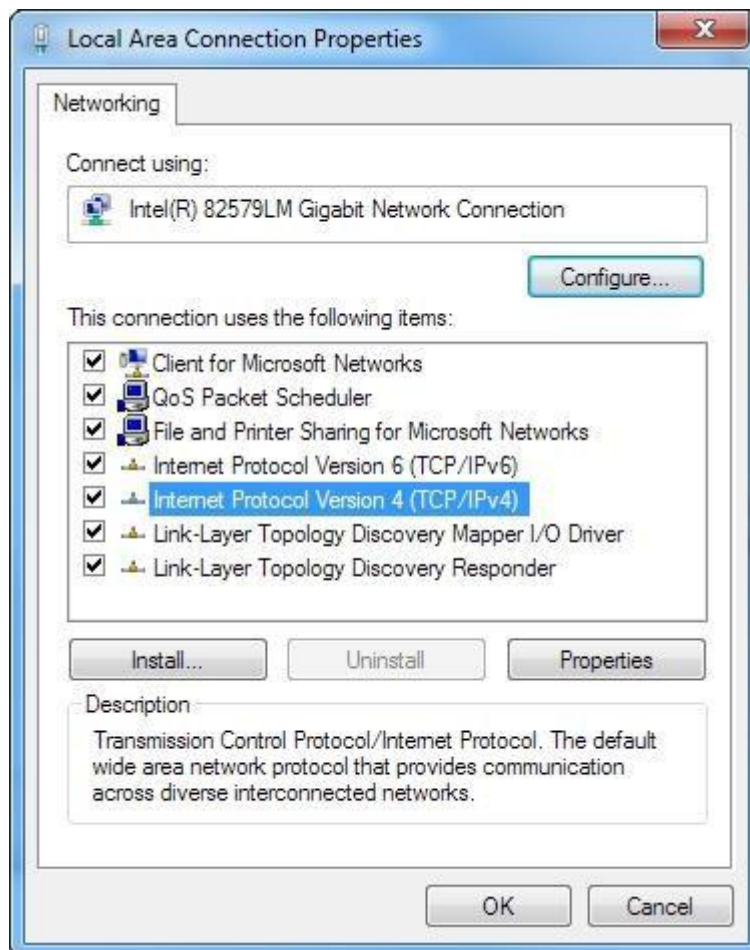 Local Area Connection Properties
Networking
Connect using:
Intel(R) 82579LM Gigabit Network Connection
Configure...
This connection uses the following items:
Client for Microsoft Networks
QoS Packet Scheduler
File and Printer Sharing for Microsoft Networks
Internet Protocol Version 6 (TCP/IPv6)
Internet Protocol Version 4 (TCP/IPv4)
Link-Layer Topology Discovery Mapper I/O Driver
Link-Layer Topology Discovery Responder
Install...
Uninstall
Properties
Description
Transmission Control Protocol/Internet Protocol. The default
wide area network protocol that provides communication
across diverse interconnected networks.
OK
Cancel